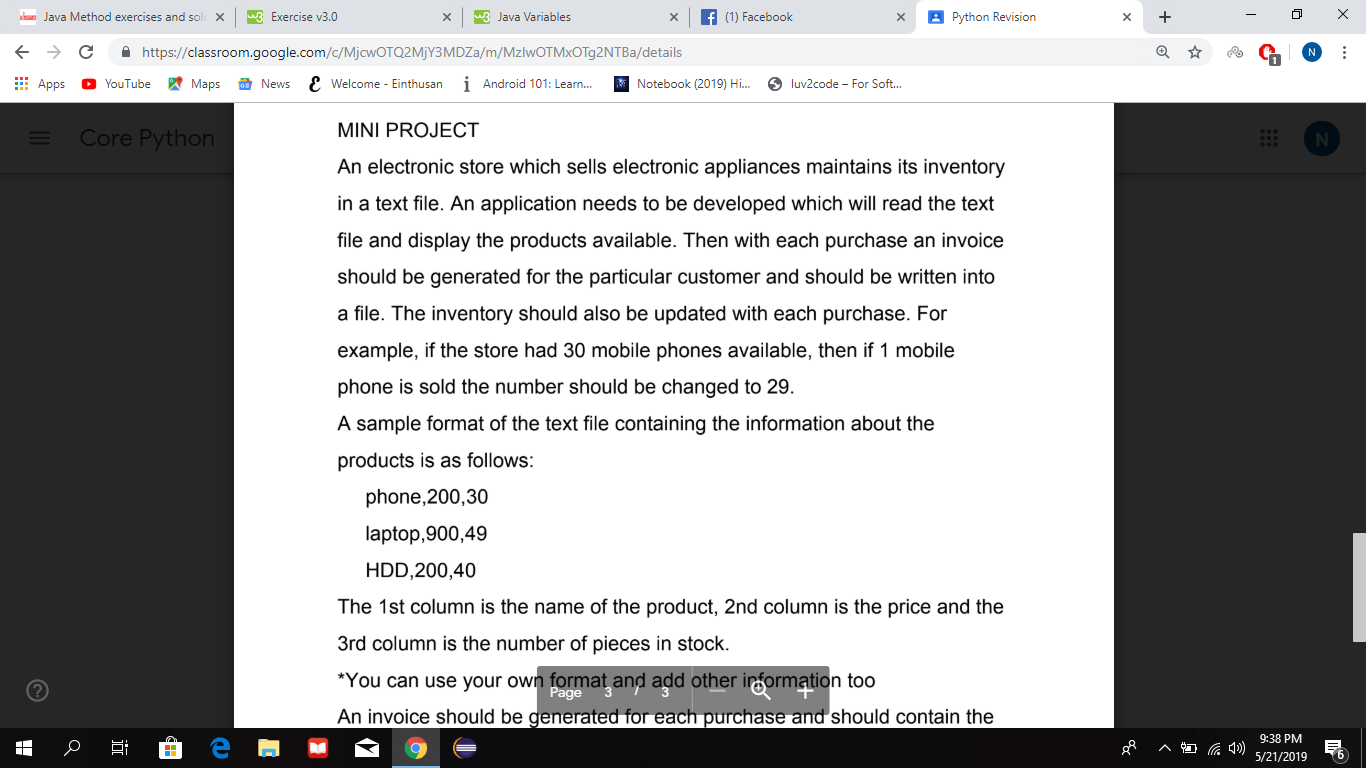 Java Method exercises and solu
Exercise v3.0
Java Variables
(1) Facebook
Python Revision
https://classroom.google.com/c/MjcwOTQ2MjY3MDZa/m/MzIwOTMxOTg2NTBa/details
N
1
Apps
YouTube
Maps
News
Welcome - Einthusan
Android 101: Learn...
Notebook (2019) Hi...
luv2code – For Soft...
Core Python
N
MINI PROJECT
An electronic store which sells electronic appliances maintains its inventory
in a text file. An application needs to be developed which will read the text
file and display the products available. Then with each purchase an invoice
should be generated for the particular customer and should be written into
a file. The inventory should also be updated with each purchase. For
example, if the store had 30 mobile phones available, then if 1 mobile
phone is sold the number should be changed to 29.
A sample format of the text file containing the information about the
products is as follows:
phone,200,30
laptop,900,49
HDD,200,40
The 1st column is the name of the product, 2nd column is the price and the
3rd column is the number of pieces in stock.
*You can use your own format and add other information too
Page 3 / 3
An invoice should be generated for each purchase and should contain the
9:38 PM
5/21/2019
6